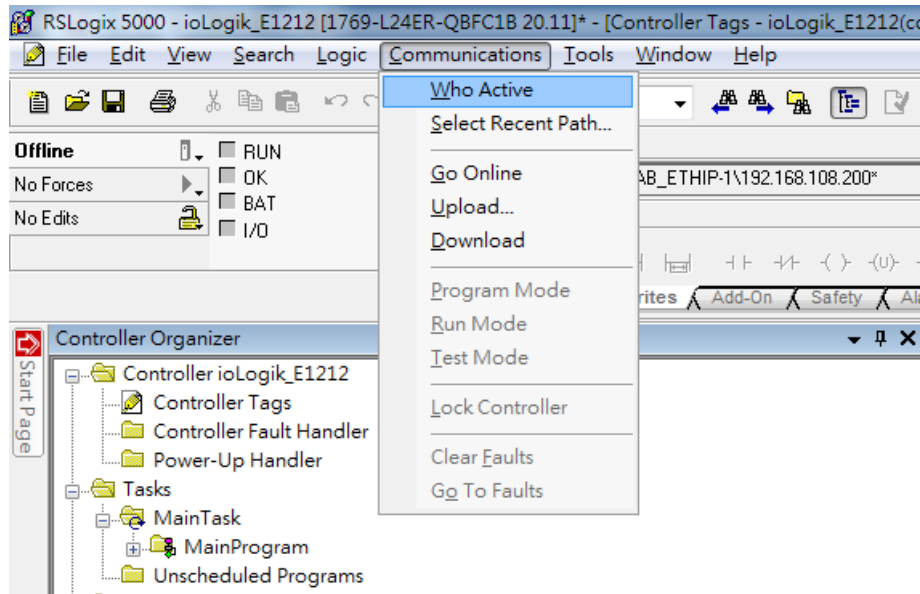 RSLogix 5000 - ioLogik_E1212 [1769-L24ER-QBFC1B 20.11]* - [Controller Tags - ioLogik_E1212(co
File Edit View Search Logic Communications Tools Window Help
Who Active
Select Recent Path...
Go Online
Upload...
Download
Program Mode
Run Mode
Test Mode
Lock Controller
Clear Faults
Go To Faults
Offline
RUN
No Forces
OK
BAT
No Edits
I/O
AB_ETHIP-1\192.168.108.200*
rites Add-On Safety Ala
Start Page
Controller Organizer
Controller ioLogik_E1212
Controller Tags
Controller Fault Handler
Power-Up Handler
Tasks
MainTask
MainProgram
Unscheduled Programs